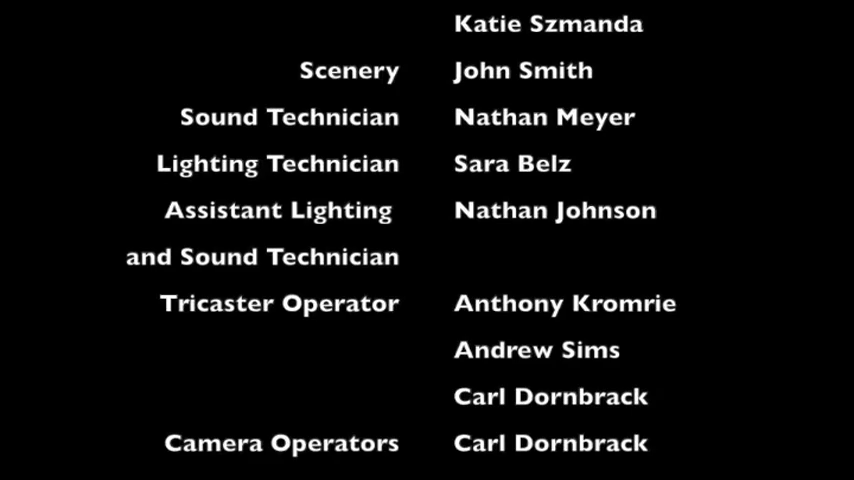 Katie Szmanda
Scenery John Smith
Sound Technician Nathan Meyer
Lighting Technician Sara Belz
Assistant Lighting Nathan Johnson
and Sound Technician
Tricaster Operator Anthony Kromrie
Andrew Sims
Carl Dornbrack
Camera Operators Carl Dornbrack